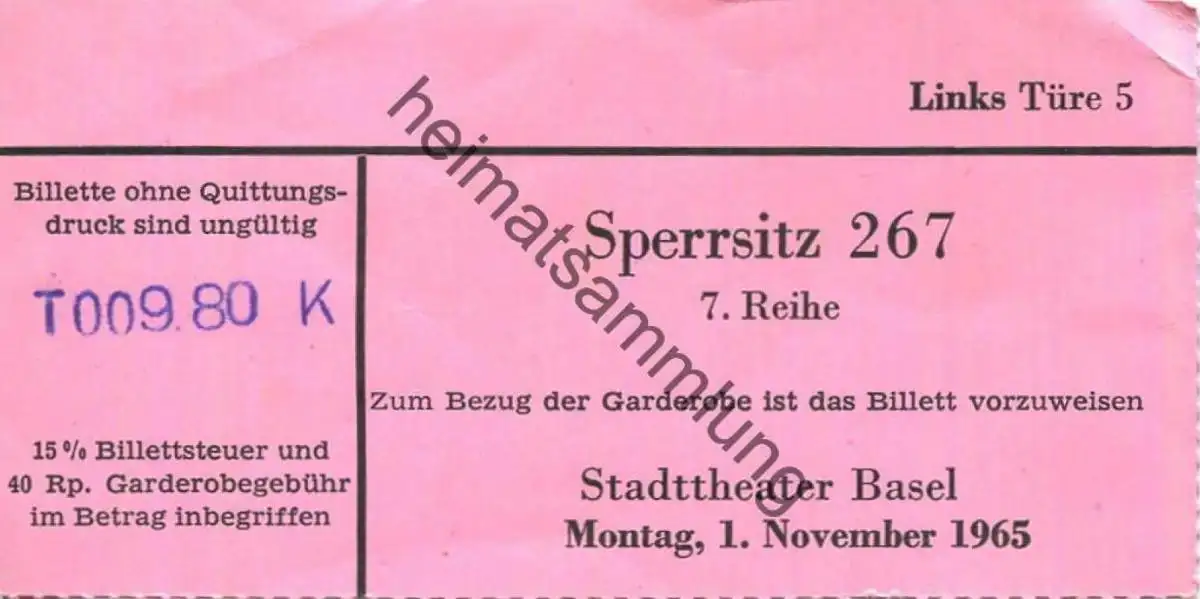 Links Türe 5
Billette ohne Quittungs-
druck sind ungültig
T009.80 K
15% Billettsteuer und
40 Rp. Garderobegebühr
im Betrag inbegriffen
Sperrsitz 267
7. Reihe
Zum Bezug der Garderobe ist das Billett vorzuweisen
Stadttheater Basel
Montag, 1. November 1965
heimatsammlung